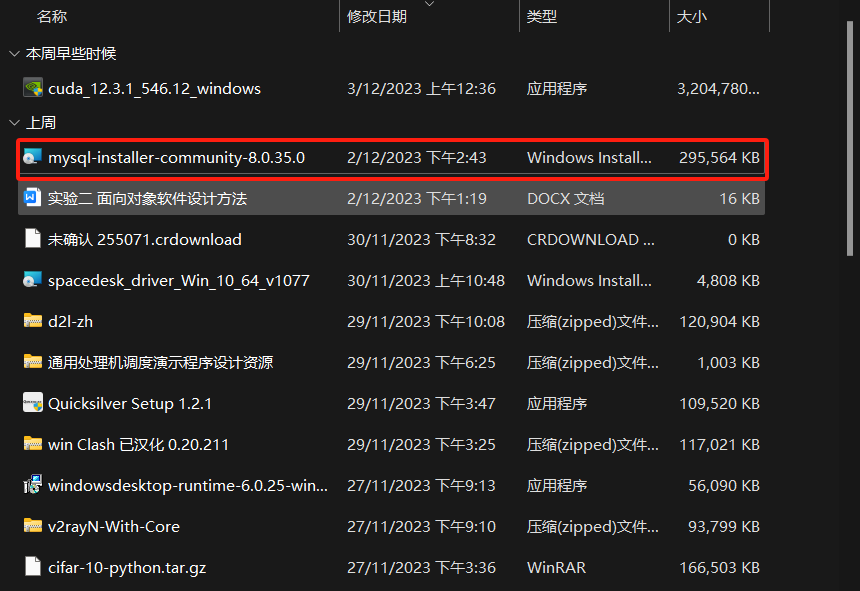 名称 修改日期 类型 大小
本周早些时候
cuda_12.3.1_546.12_windows 3/12/2023 上午12:36 应用程序 3,204,780...
上周
mysql-installer-community-8.0.35.0 2/12/2023 下午2:43 Windows Install... 295,564 KB
实验二 面向对象软件设计方法 2/12/2023 下午1:19 DOCX 文档 16 KB
未确认 255071.crdownload 30/11/2023 下午8:32 CRDOWNLOAD ... 0 KB
spacedesk_driver_Win_10_64_v1077 30/11/2023 上午10:48 Windows Install... 4,808 KB
d2l-zh 29/11/2023 下午10:08 压缩(zipped)文件... 120,904 KB
通用处理机调度演示程序设计资源 29/11/2023 下午6:25 压缩(zipped)文件... 1,003 KB
Quicksilver Setup 1.2.1 29/11/2023 下午3:47 应用程序 109,520 KB
win Clash 已汉化 0.20.211 29/11/2023 下午3:25 压缩(zipped)文件... 117,021 KB
windowsdesktop-runtime-6.0.25-win... 27/11/2023 下午9:13 应用程序 56,090 KB
v2rayN-With-Core 27/11/2023 下午9:10 压缩(zipped)文件... 93,799 KB
cifar-10-python.tar.gz 27/11/2023 下午3:36 WinRAR 166,503 KB